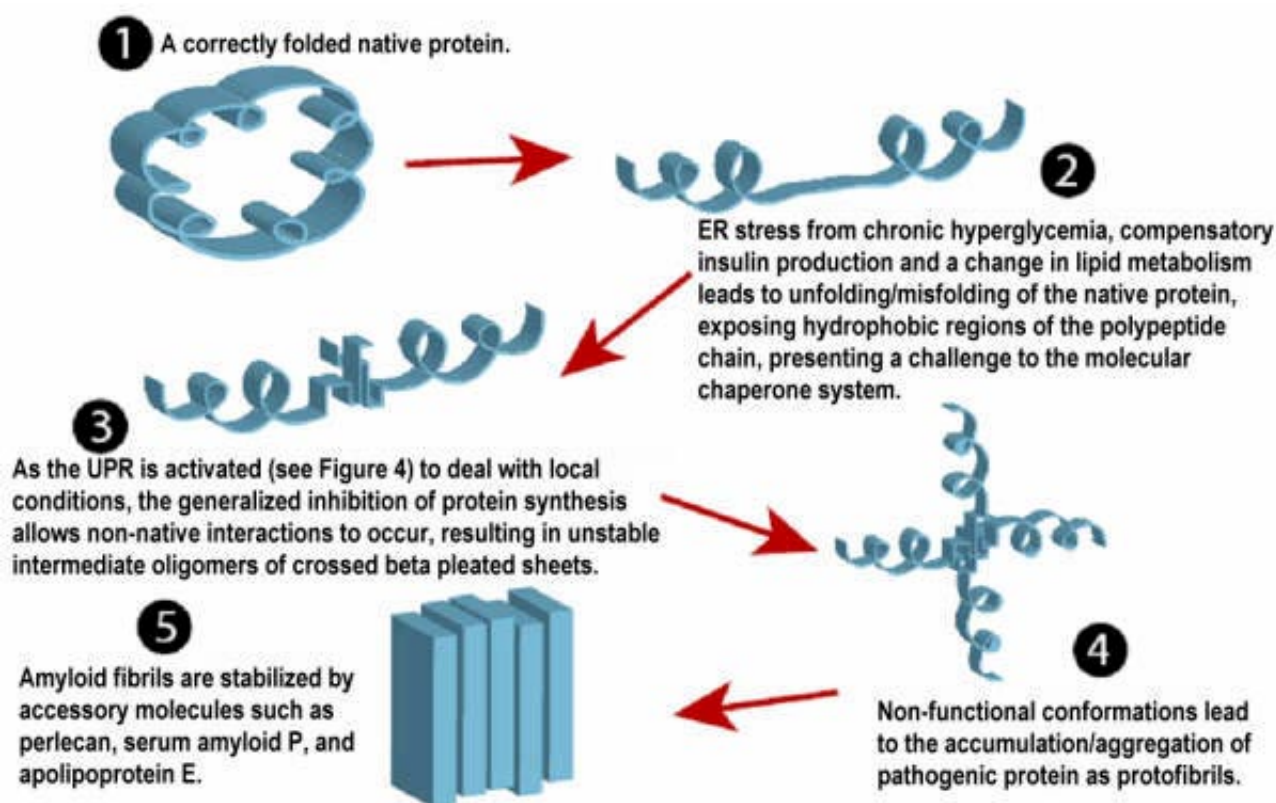 1 A correctly folded native protein.
2
ER stress from chronic hyperglycemia, compensatory
insulin production and a change in lipid metabolism
leads to unfolding/misfolding of the native protein,
exposing hydrophobic regions of the polypeptide
chain, presenting a challenge to the molecular
chaperone system.
3
As the UPR is activated (see Figure 4) to deal with local
conditions, the generalized inhibition of protein synthesis
allows non-native interactions to occur, resulting in unstable
intermediate oligomers of crossed beta pleated sheets.
4
Non-functional conformations lead
to the accumulation/aggregation of
pathogenic protein as protofibrils.
5
Amyloid fibrils are stabilized by
accessory molecules such as
perlecan, serum amyloid P, and
apolipoprotein E.